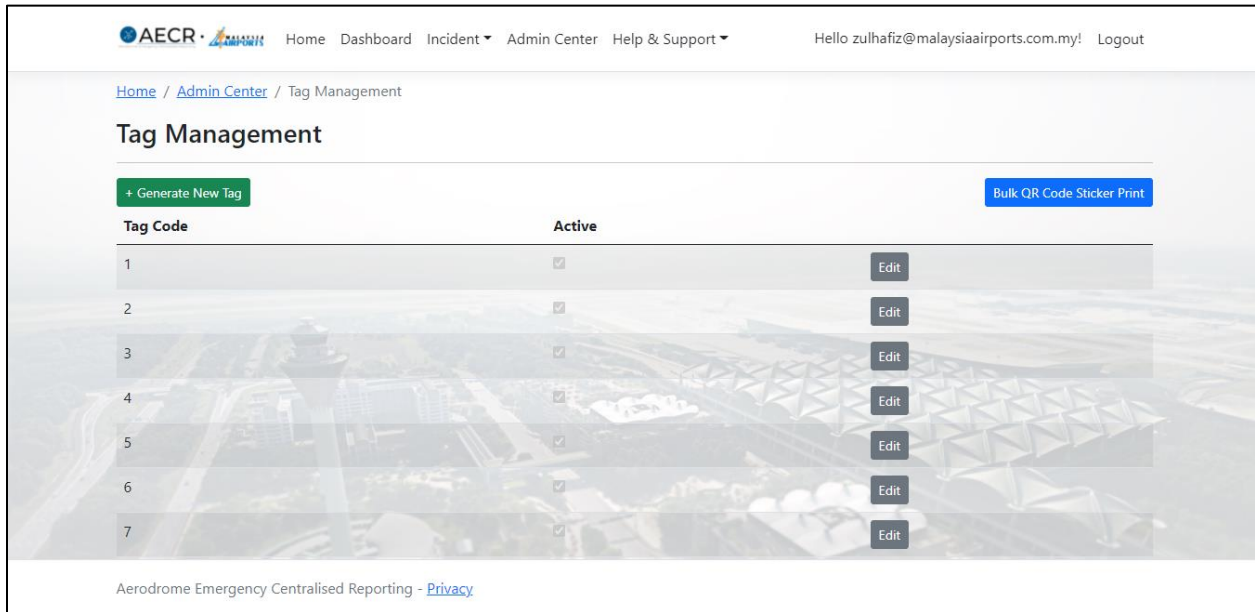 AECR · MALAYSIA AIRPORTS Home Dashboard Incident Admin Center Help & Support Hello zulhafiz@malaysiaairports.com.my! Logout
Home / Admin Center / Tag Management
Tag Management
+ Generate New Tag Bulk QR Code Sticker Print
Tag Code Active
1 Edit
2 Edit
3 Edit
4 Edit
5 Edit
6 Edit
7 Edit
Aerodrome Emergency Centralised Reporting - Privacy